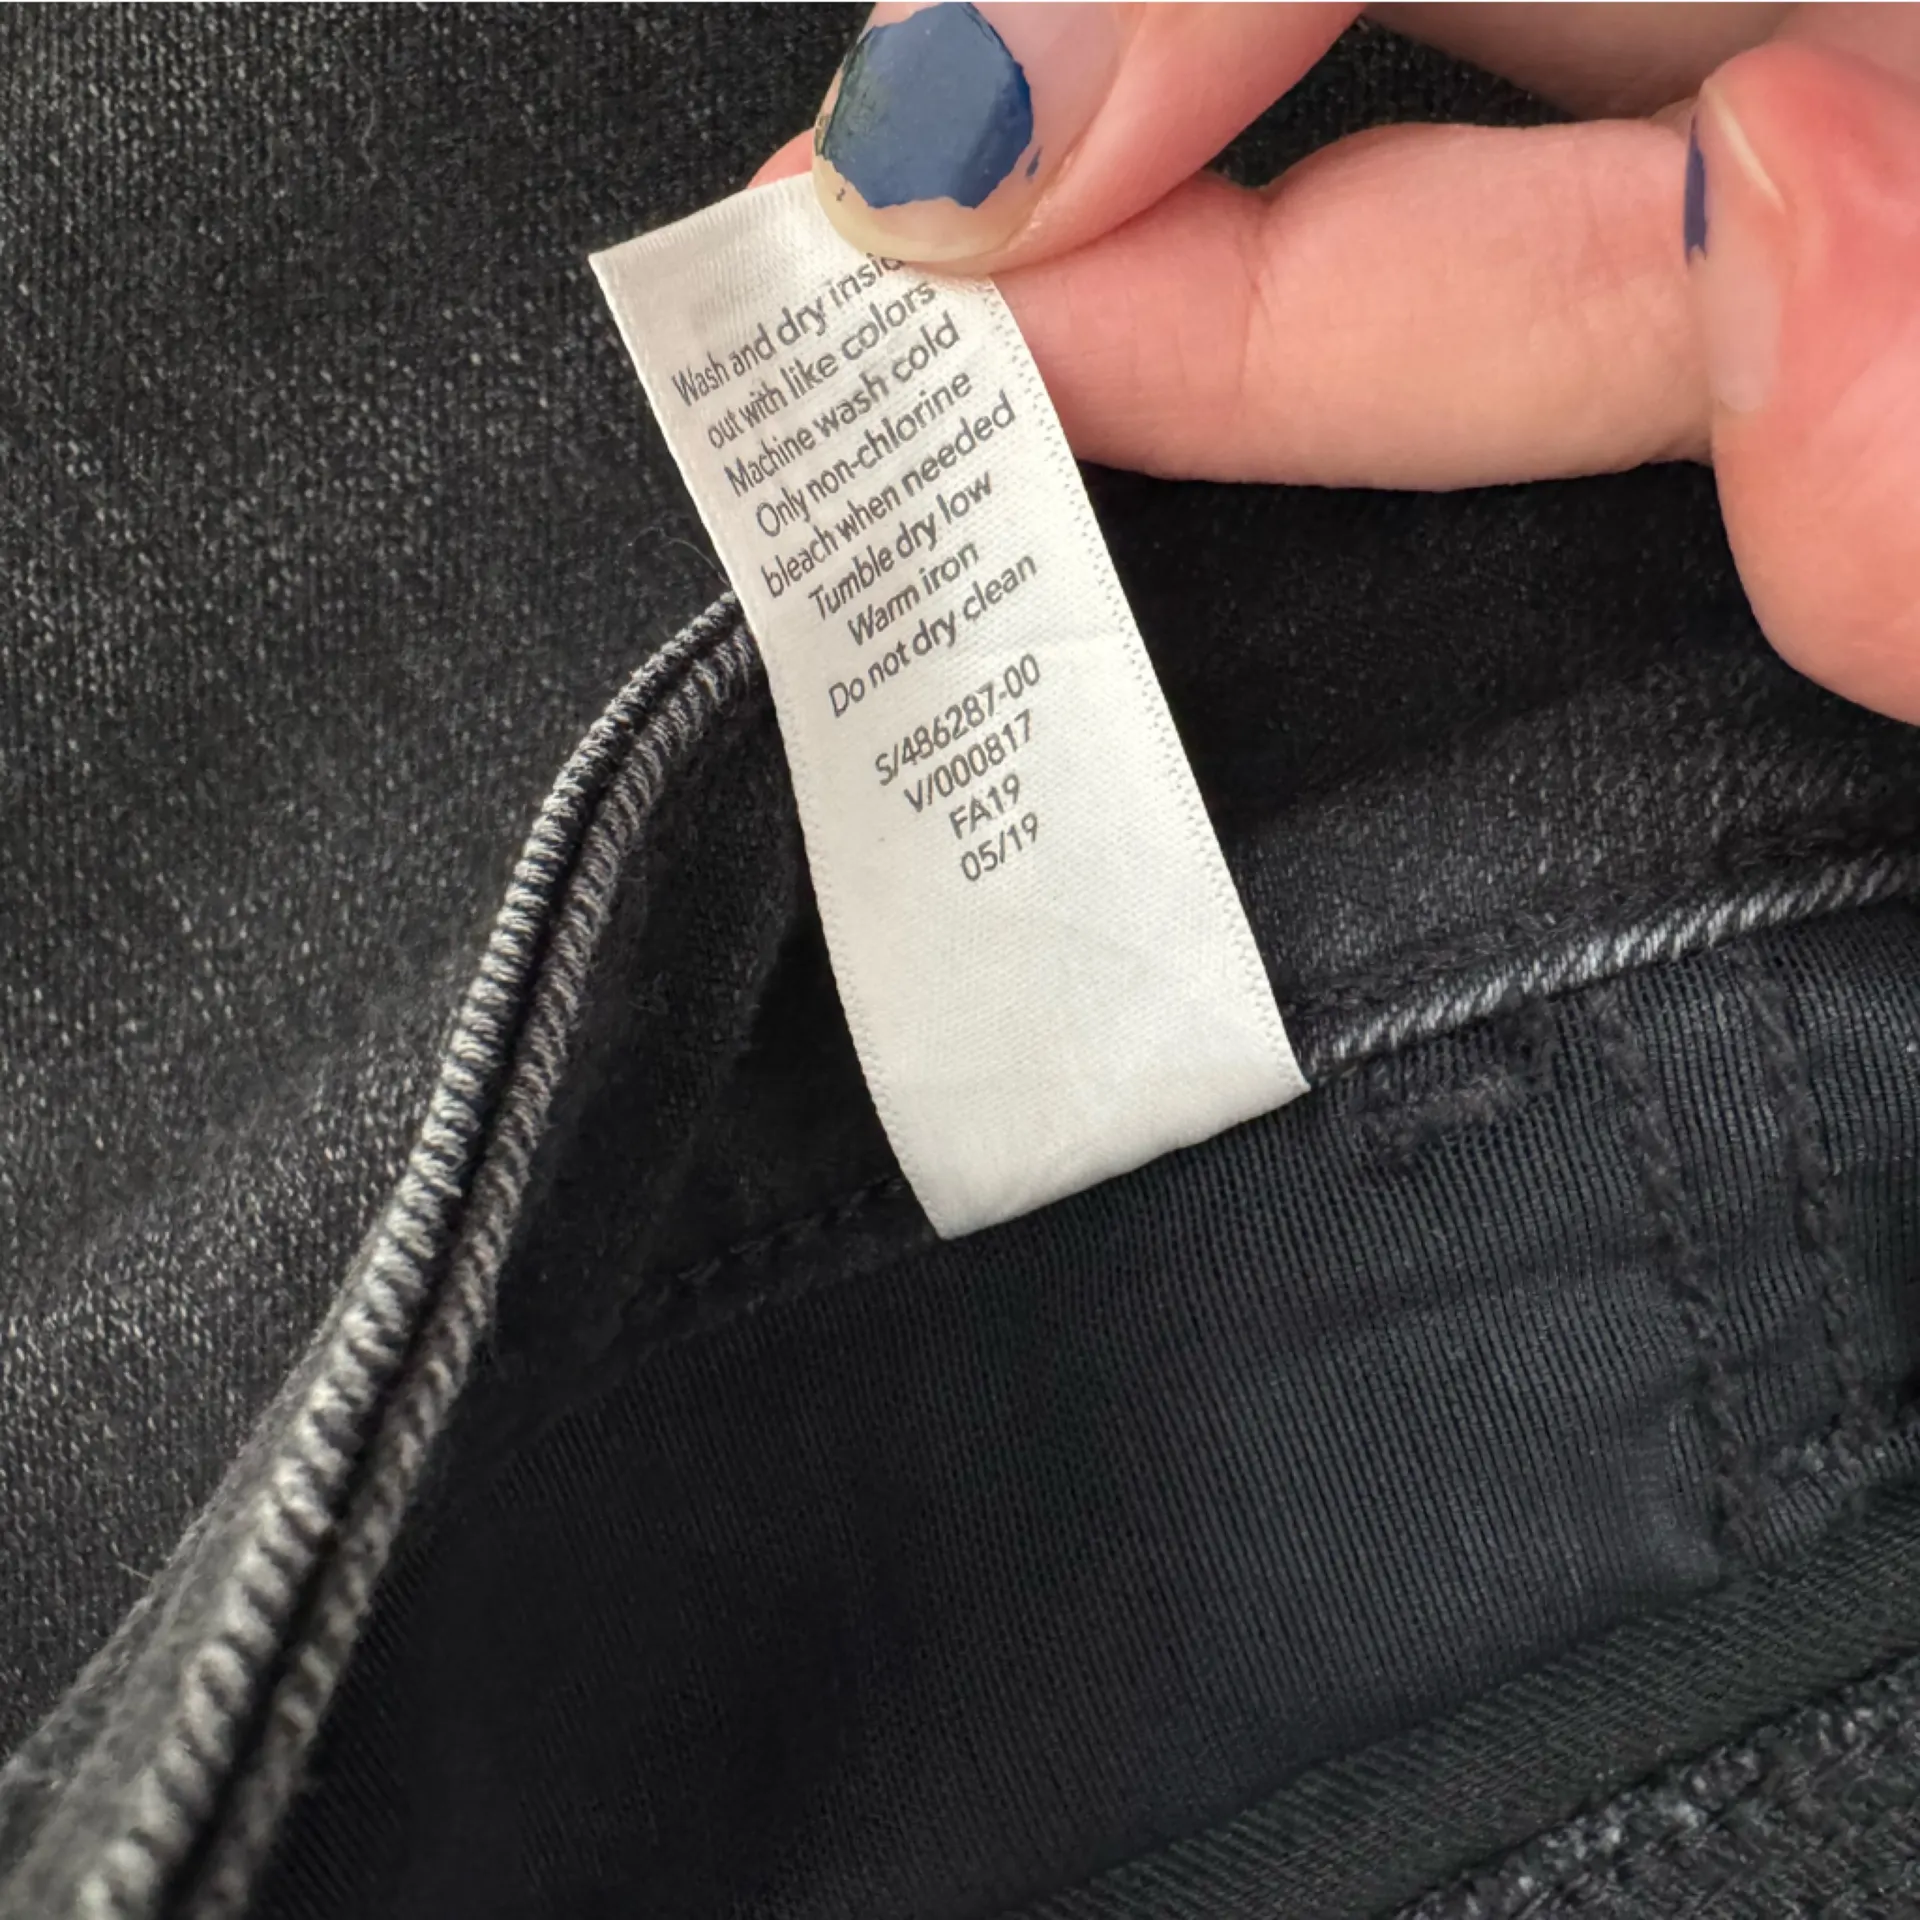 Wash and dry insid
out with like colors
Machine wash cold
Only non-chlorine
bleach when needed
Tumble dry low
Warm iron
Do not dry clean
S/486287-00
V/000817
FA19
05/19